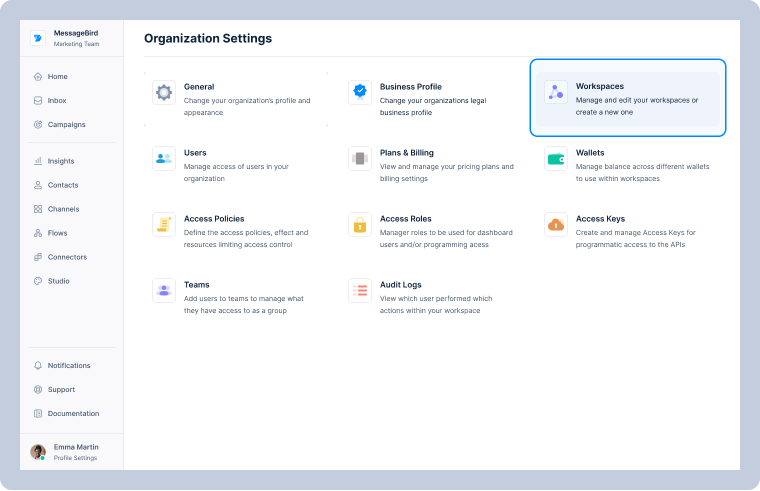 MessageBird
Marketing Team
Home
Inbox
Campaigns
Insights
Contacts
Channels
Flows
Connectors
Studio
Notifications
Support
Documentation
Emma Martin
Profile Settings
Organization Settings
General
Change your organization's profile and
appearance
Business Profile
Change your organizations legal
business profile
Workspaces
Manage and edit your workspaces or
create a new one
Users
Manage access of users in your
organization
Plans & Billing
View and manage your pricing plans and
billing settings
Wallets
Manage balance across different wallets
to use within workspaces
Access Policies
Define the access policies, effect and
resources limiting access control
Access Roles
Manager roles to be used for dashboard
users and/or programming acess
Access Keys
Create and manage Access Keys for
programmatic access to the APIs
Teams
Add users to teams to manage what
they have access to as a group
Audit Logs
View which user performed which
actions within your workspace